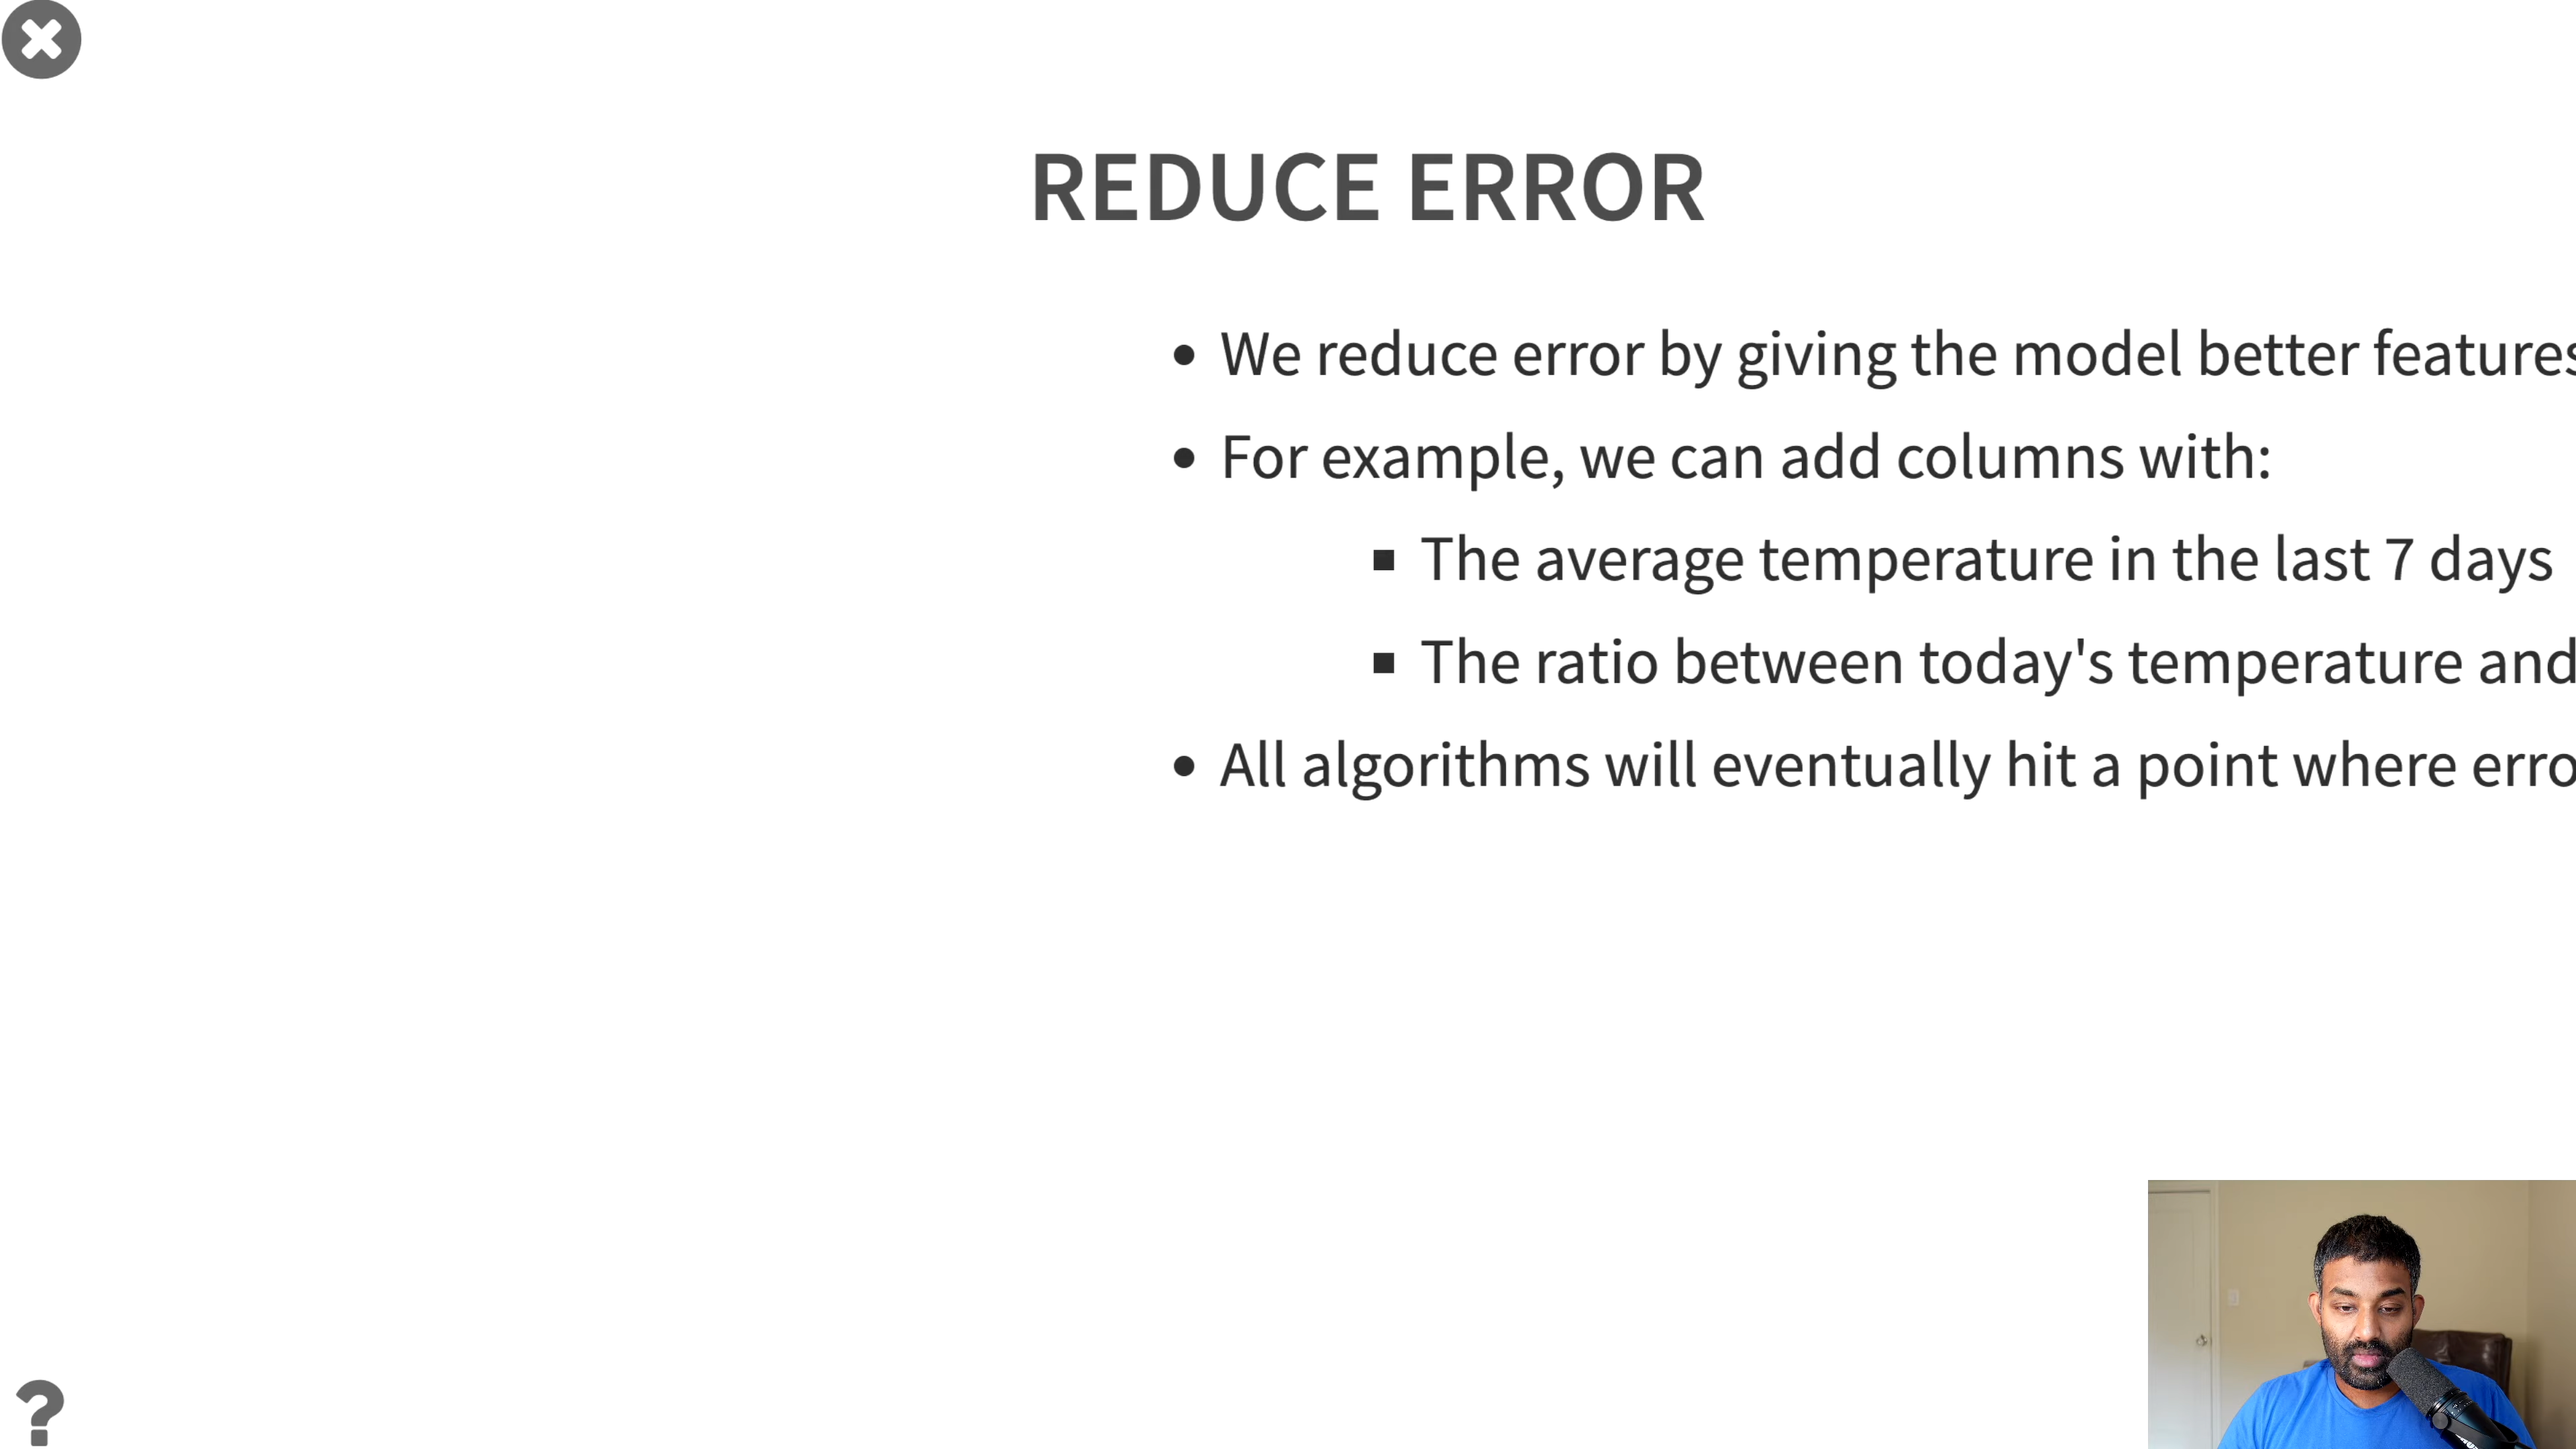 REDUCE ERROR
We reduce error by giving the model better features
For example, we can add columns with:
The average temperature in the last 7 days
The ratio between today's temperature and
All algorithms will eventually hit a point where erro
?